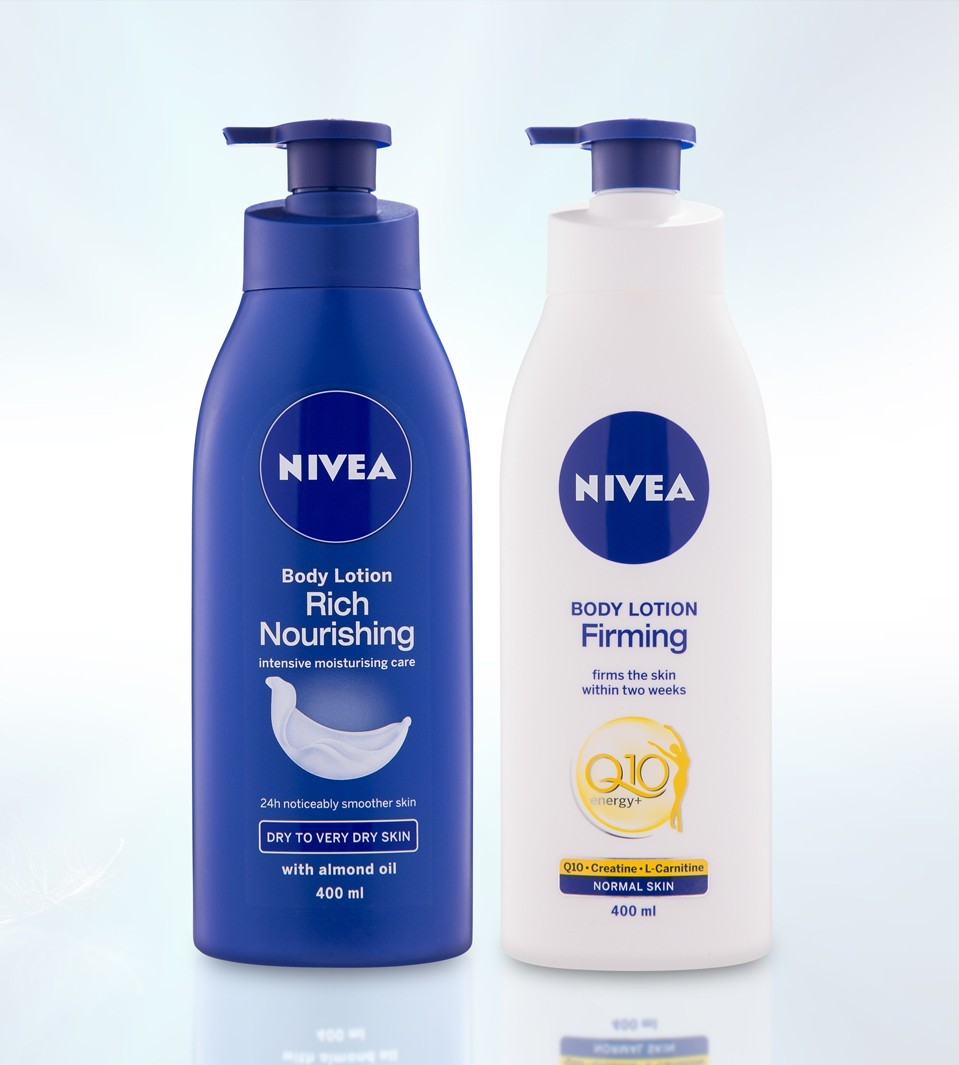 NIVEA
Body Lotion
Rich
Nourishing
intensive moisturising care
24h noticeably smoother skin
DRY TO VERY DRY SKIN
with almond oil
400 ml
NIVEA
BODY LOTION
Firming
firms the skin
within two weeks
Q10
energy+
Q10 • Creatine • L-Carnitine
NORMAL SKIN
400 ml